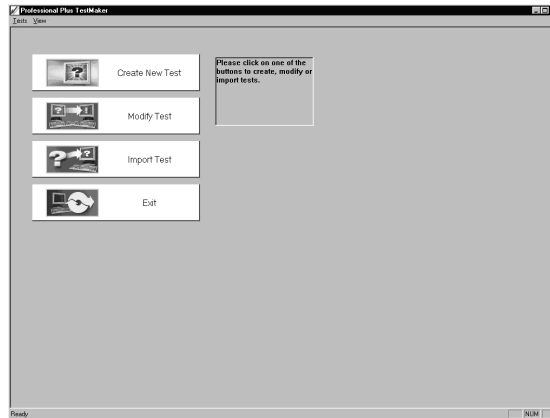 Professional Plus TestMaker
Tests View
Create New Test
Please click on one of the
buttons to create, modify or
import tests.
Modify Test
Import Test
Exit
Ready
NUM